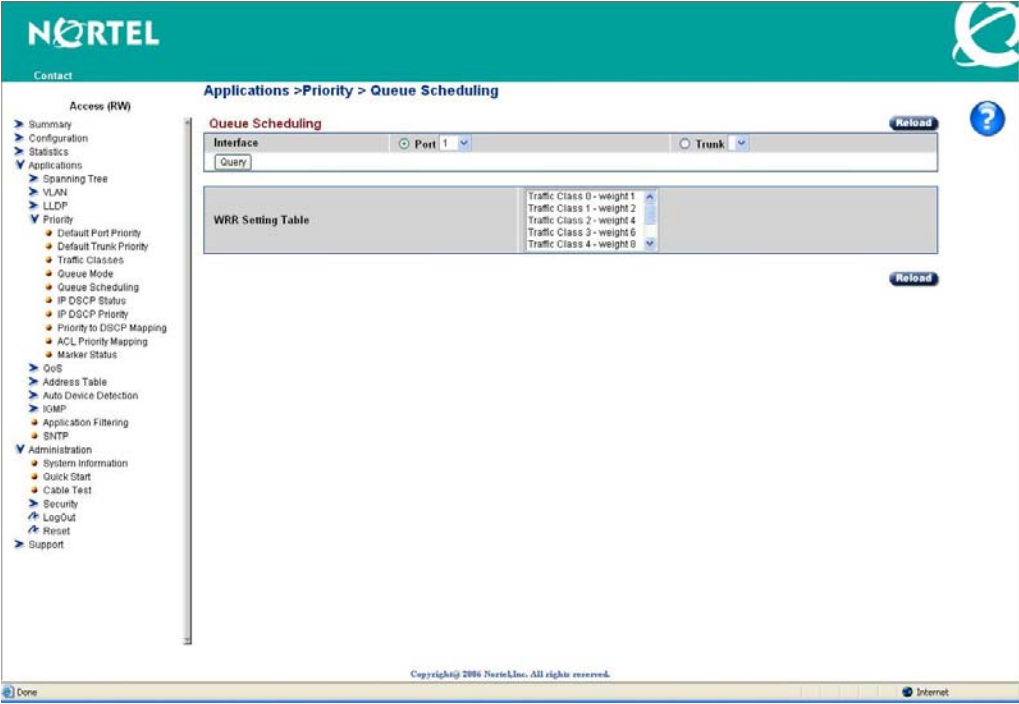 NORTEL
Contact
Access (RW)
Summary
Configuration
Statistics
Applications
Spanning Tree
VLAN
LLDP
Priority
Default Port Priority
Default Trunk Priority
Traffic Classes
Queue Mode
Queue Scheduling
IP DSCP Status
IP DSCP Priority
Priority to DSCP Mapping
ACL Priority Mapping
Marker Status
QoS
Address Table
Auto Device Detection
IGMP
Application Filtering
SNTP
Administration
System Information
Quick Start
Cable Test
Security
LogOut
Reset
Support
Applications >Priority > Queue Scheduling
Queue Scheduling
Reload
?
Interface Port 1 Trunk
Query
WRR Setting Table
Traffic Class 0 - weight 1
Traffic Class 1 - weight 2
Traffic Class 2 - weight 4
Traffic Class 3 - weight 6
Traffic Class 4 - weight 8
Reload
Copyright@ 2006 Nortel,Inc. All rights reserved.
Done Internet